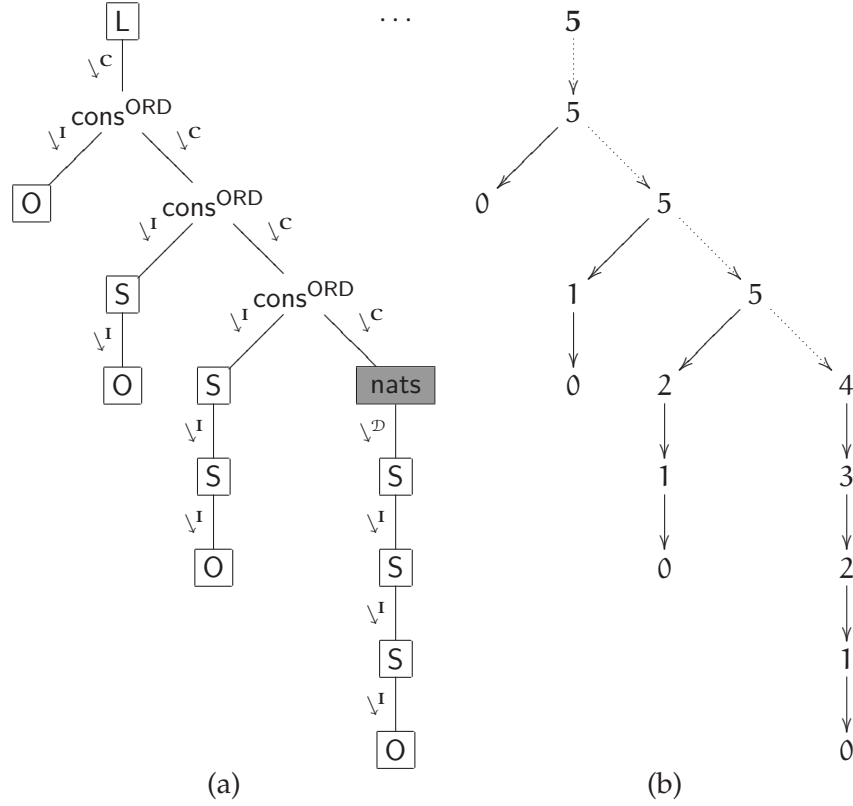 L ... 5
C
cons ORD 5
I C
O cons ORD 0 5
I C
S cons ORD 1 5
I I C
O S nats 0 2 4
I D
S S 1 3
I I
O S 0 2
I
S 1
I
O 0
(a) (b)